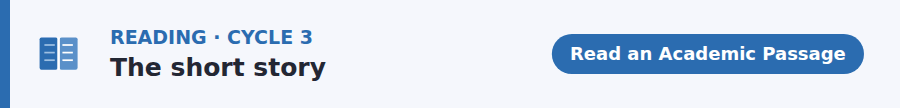 READING · CYCLE 3
The short story
Read an Academic Passage